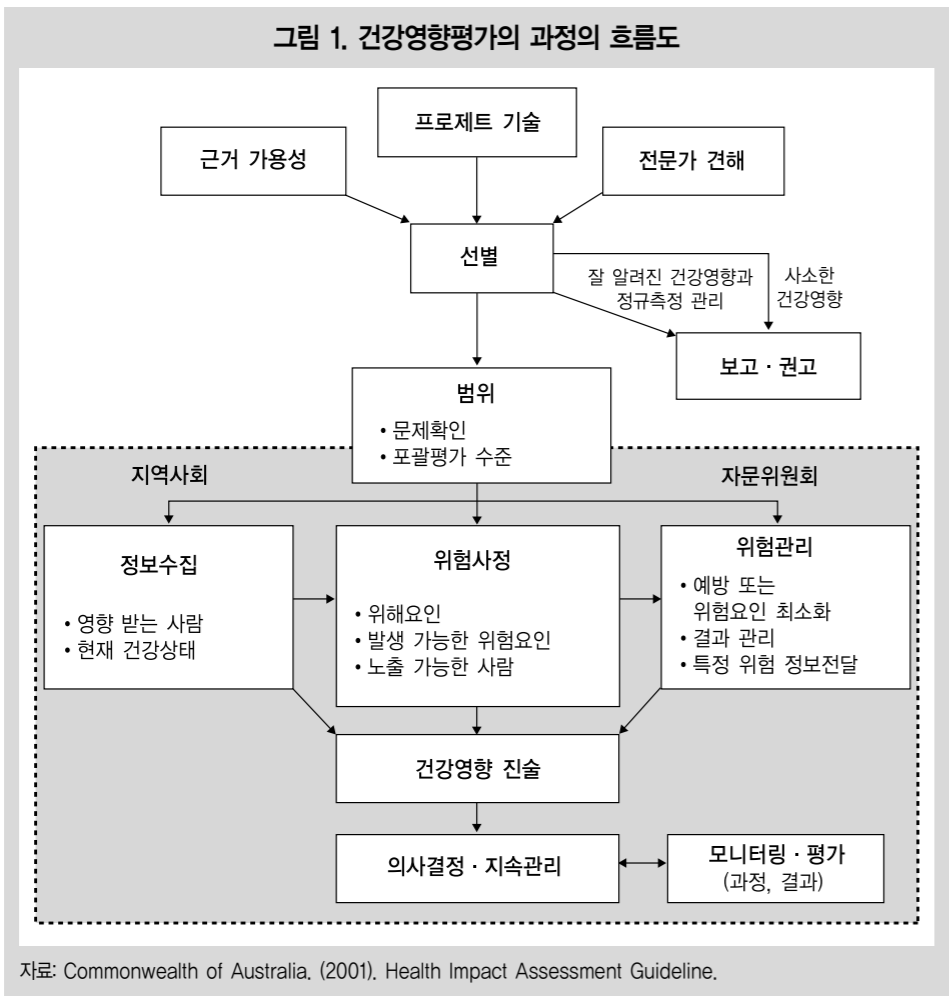 그림 1. 건강영향평가의 과정의 흐름도
프로제트 기술
근거 가용성
전문가 견해
선별
잘 알려진 건강영향과
정규측정 관리
사소한
건강영향
보고 · 권고
범위
• 문제확인
• 포괄평가 수준
지역사회
자문위원회
정보수집
• 영향 받는 사람
• 현재 건강상태
위험사정
• 위해요인
• 발생 가능한 위험요인
• 노출 가능한 사람
위험관리
• 예방 또는
위험요인 최소화
• 결과 관리
• 특정 위험 정보전달
건강영향 진술
의사결정 · 지속관리
모니터링 · 평가
(과정, 결과)
자료: Commonwealth of Australia. (2001). Health Impact Assessment Guideline.